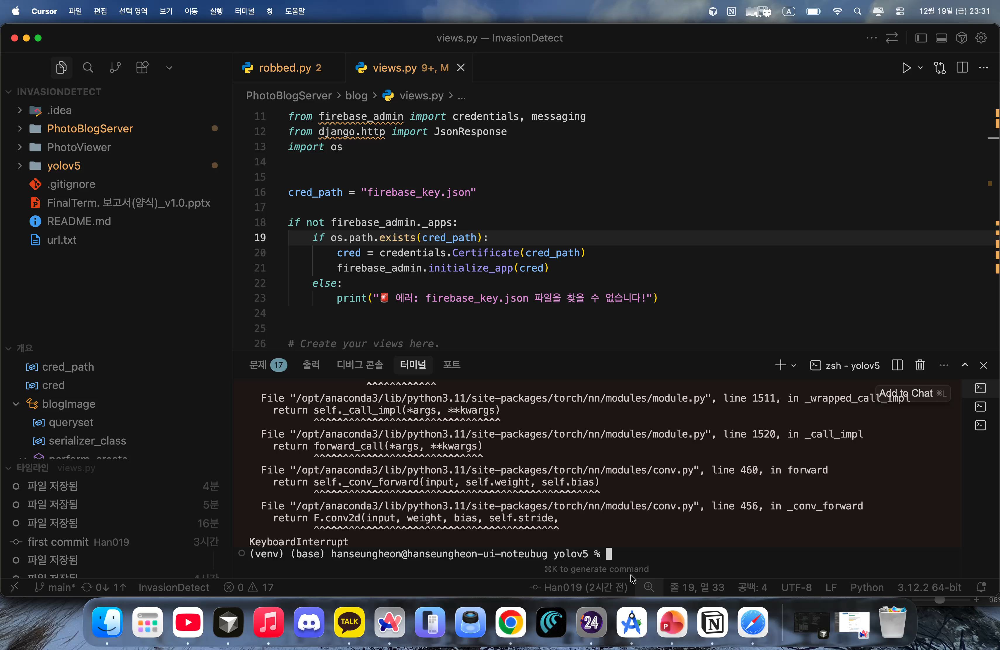 Cursor 파일 편집 선택 영역 보기 이동 실행 터미널 창 도움말
A 12월 19일 (금) 23:31
views.py — InvasionDetect
robbed.py 2
views.py 9+, M
INVASIONDETECT
.idea
PhotoBlogServer
PhotoViewer
yolov5
.gitignore
FinalTerm. 보고서(양식)_v1.0.pptx
README.md
url.txt
개요
cred_path
cred
blogImage
queryset
serializer_class
perform_create
타임라인 views.py
파일 저장됨 4분
파일 저장됨 5분
파일 저장됨 16분
first commit Han019 3시간
파일 저장됨
파일 저장됨 4시간
PhotoBlogServer > blog > views.py > ...
11 from firebase_admin import credentials, messaging
12 from django.http import JsonResponse
13 import os
14
15
16 cred_path = "firebase_key.json"
17
18 if not firebase_admin._apps:
19 if os.path.exists(cred_path):
20 cred = credentials.Certificate(cred_path)
21 firebase_admin.initialize_app(cred)
22 else:
23 print("🚨 에러: firebase_key.json 파일을 찾을 수 없습니다!")
24
25
26 # Create your views here.
문제 17 출력 디버그 콘솔 터미널 포트
zsh - yolov5
^^^^^^^^^^^^
Add to Chat ⌘L
File "/opt/anaconda3/lib/python3.11/site-packages/torch/nn/modules/module.py", line 1511, in _wrapped_call_impl
return self._call_impl(*args, **kwargs)
^^^^^^^^^^^^^^^^^^^^^^^^^^^^^^^^
File "/opt/anaconda3/lib/python3.11/site-packages/torch/nn/modules/module.py", line 1520, in _call_impl
return forward_call(*args, **kwargs)
^^^^^^^^^^^^^^^^^^^^^^^^^^^^^
File "/opt/anaconda3/lib/python3.11/site-packages/torch/nn/modules/conv.py", line 460, in forward
return self._conv_forward(input, self.weight, self.bias)
^^^^^^^^^^^^^^^^^^^^^^^^^^^^^^^^^^^^^^^^^^^^^^^^^
File "/opt/anaconda3/lib/python3.11/site-packages/torch/nn/modules/conv.py", line 456, in _conv_forward
return F.conv2d(input, weight, bias, self.stride,
^^^^^^^^^^^^^^^^^^^^^^^^^^^^^^^^^^^^^^^^^^
KeyboardInterrupt
(venv) (base) hanseungheon@hanseungheon-ui-noteubug yolov5 %
⌘K to generate command
main* 0↓ 1↑ InvasionDetect 0 17
Han019 (2시간 전) 줄 19, 열 33 공백: 4 UTF-8 LF Python 3.12.2 64-bit
TALK
24
P
N